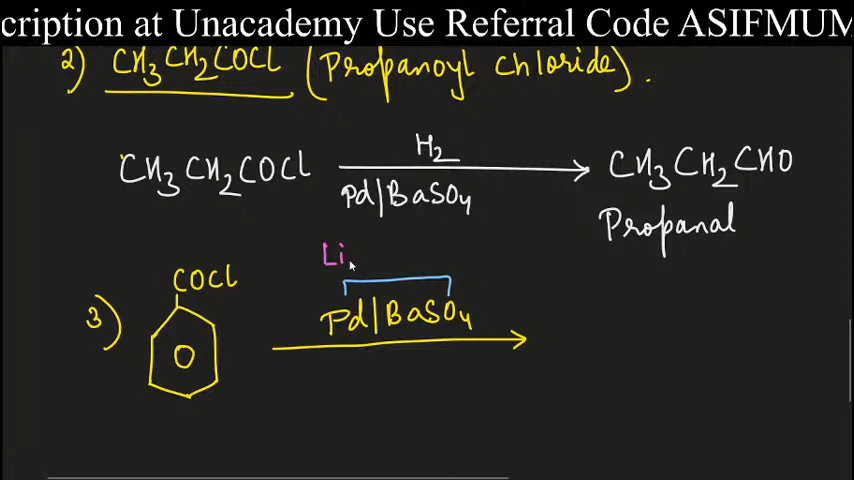 cription at Unacademy Use Referral Code ASIFMUM
2) CH3CH2COCl (Propanoyl chloride).
H2
CH3CH2COCl Pd|BaSO4 CH3CH2CHO
Propanal
Li
COCl
3) Pd|BaSO4